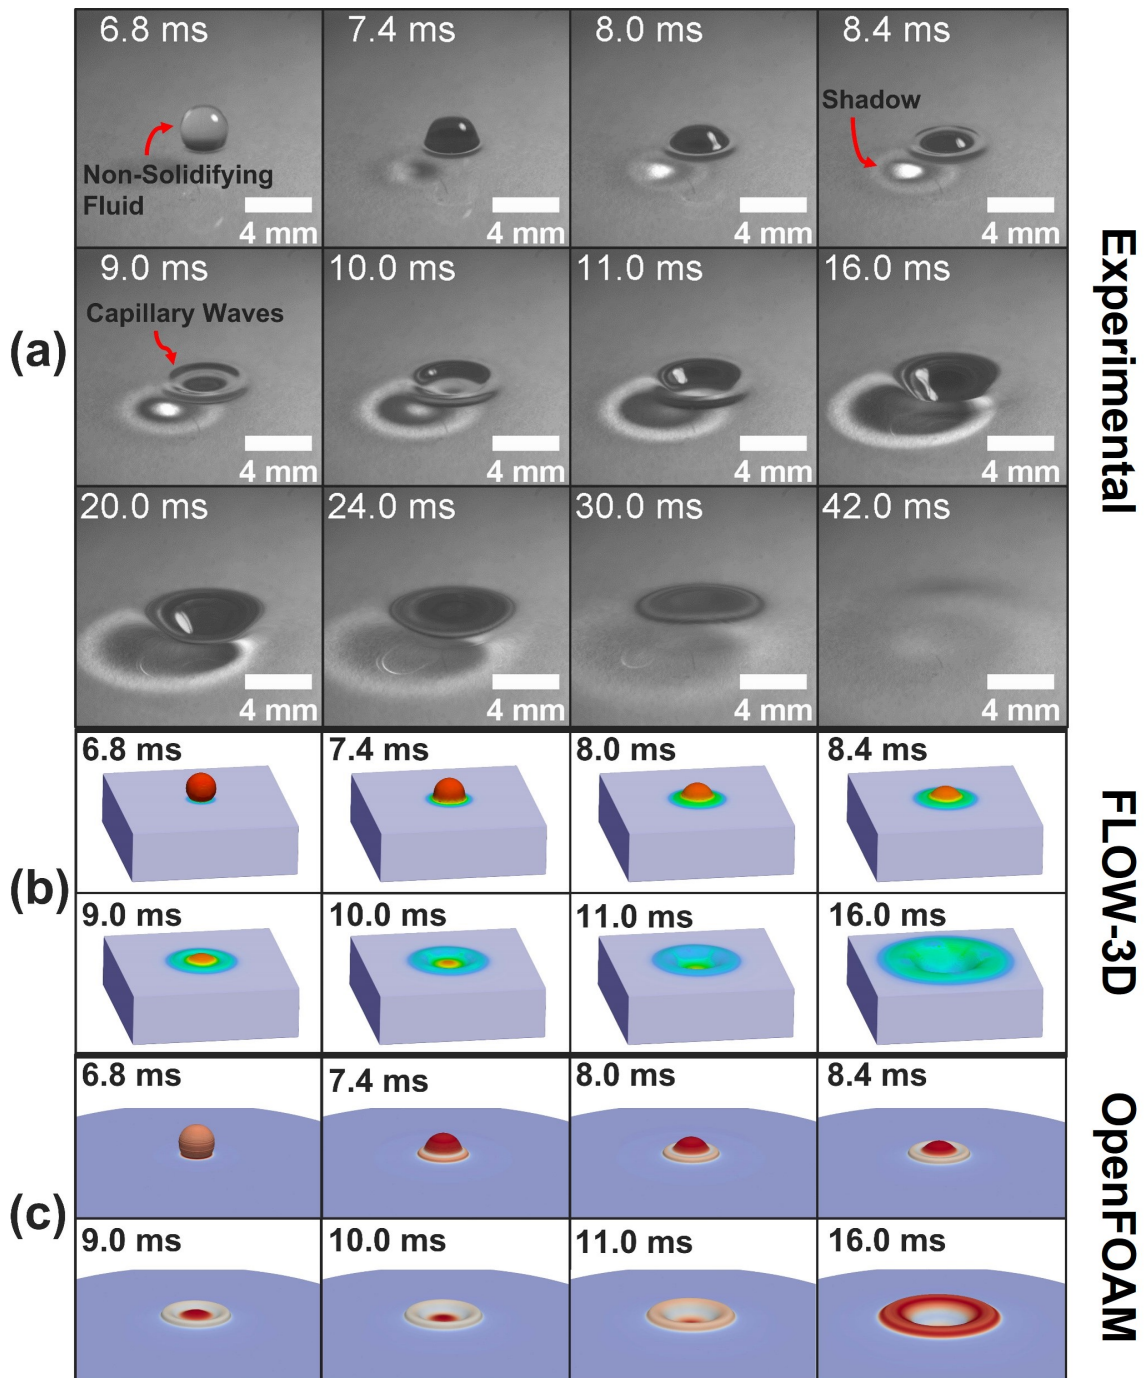 6.8 ms
7.4 ms
8.0 ms
8.4 ms
Shadow
Non-Solidifying
Fluid
4 mm
4 mm
4 mm
4 mm
9.0 ms
10.0 ms
11.0 ms
16.0 ms
Capillary Waves
4 mm
4 mm
4 mm
4 mm
20.0 ms
24.0 ms
30.0 ms
42.0 ms
4 mm
4 mm
4 mm
4 mm
(a)
Experimental
6.8 ms
7.4 ms
8.0 ms
8.4 ms
9.0 ms
10.0 ms
11.0 ms
16.0 ms
(b)
FLOW-3D
6.8 ms
7.4 ms
8.0 ms
8.4 ms
9.0 ms
10.0 ms
11.0 ms
16.0 ms
(c)
OpenFOAM